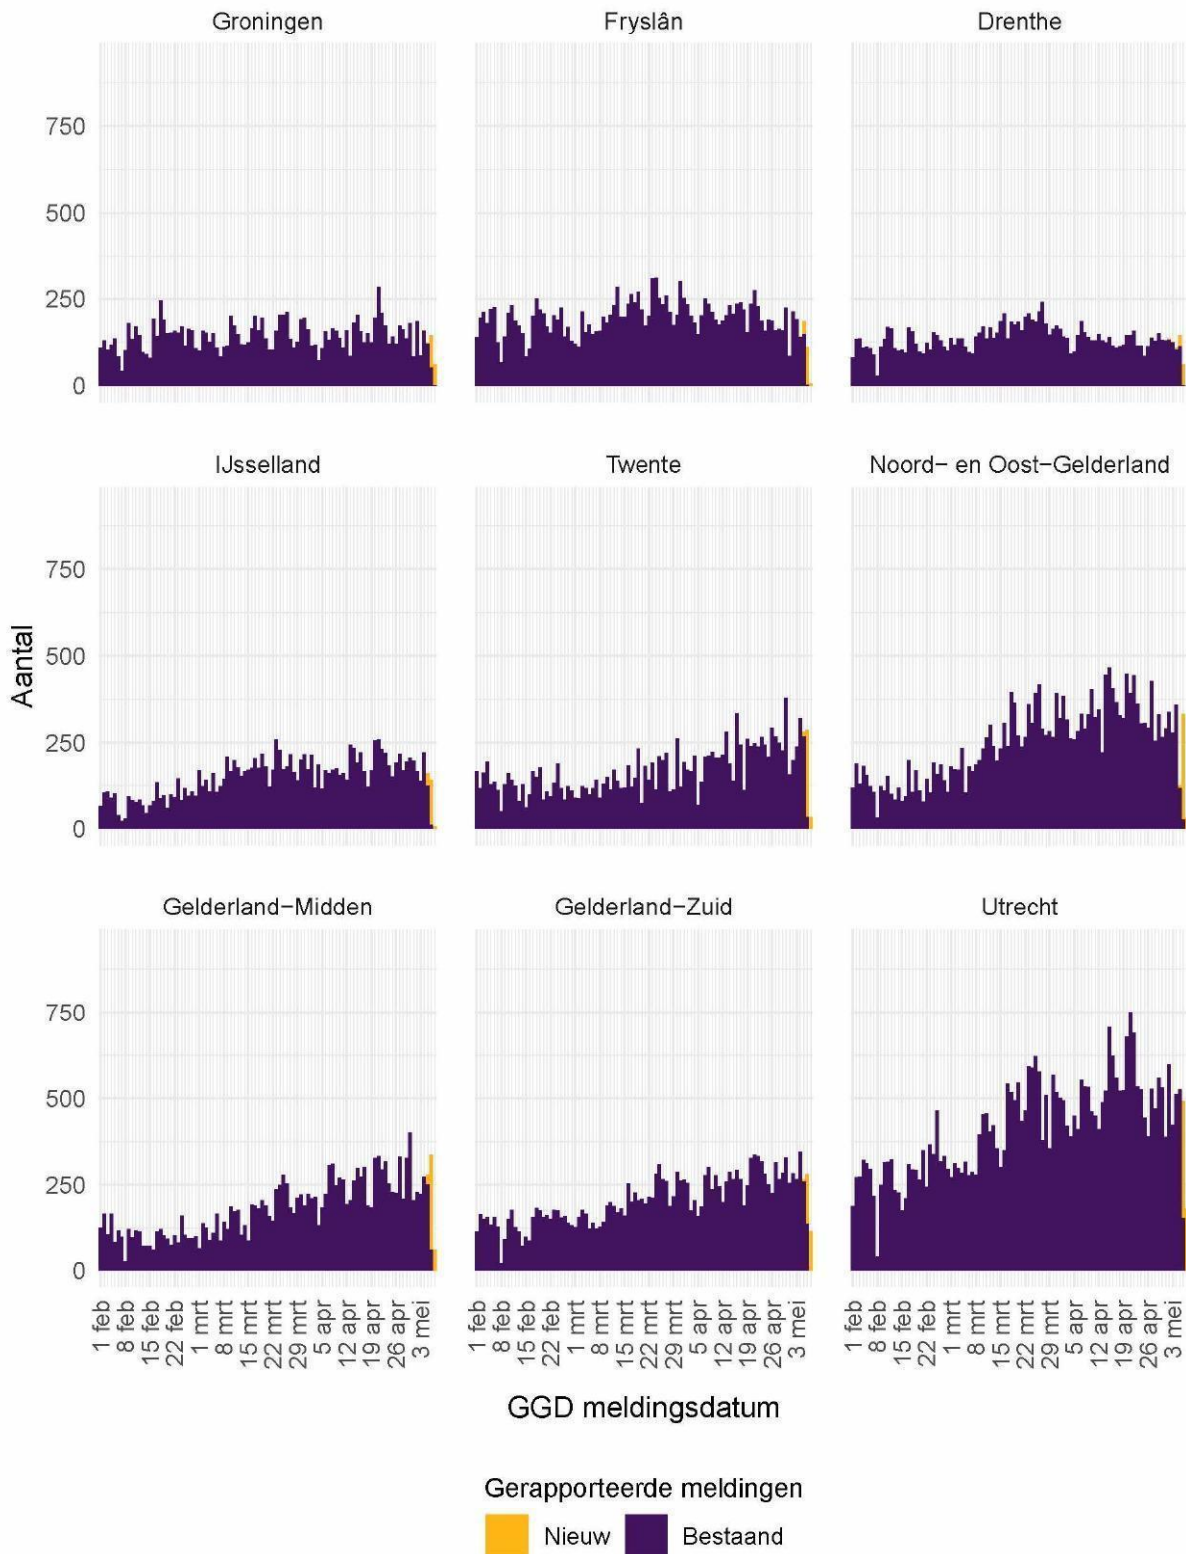 Groningen Fryslân Drenthe
750
500
250
0
IJsselland Twente Noord- en Oost-Gelderland
750
500
250
0
Aantal
Gelderland-Midden Gelderland-Zuid Utrecht
750
500
250
0
1 feb 8 feb 15 feb 22 feb 1 mrt 8 mrt 15 mrt 22 mrt 29 mrt 5 apr 12 apr 19 apr 26 apr 3 mei 1 feb 8 feb 15 feb 22 feb 1 mrt 8 mrt 15 mrt 22 mrt 29 mrt 5 apr 12 apr 19 apr 26 apr 3 mei 1 feb 8 feb 15 feb 22 feb 1 mrt 8 mrt 15 mrt 22 mrt 29 mrt 5 apr 12 apr 19 apr 26 apr 3 mei
GGD meldingsdatum
Gerapporteerde meldingen
Nieuw Bestaand